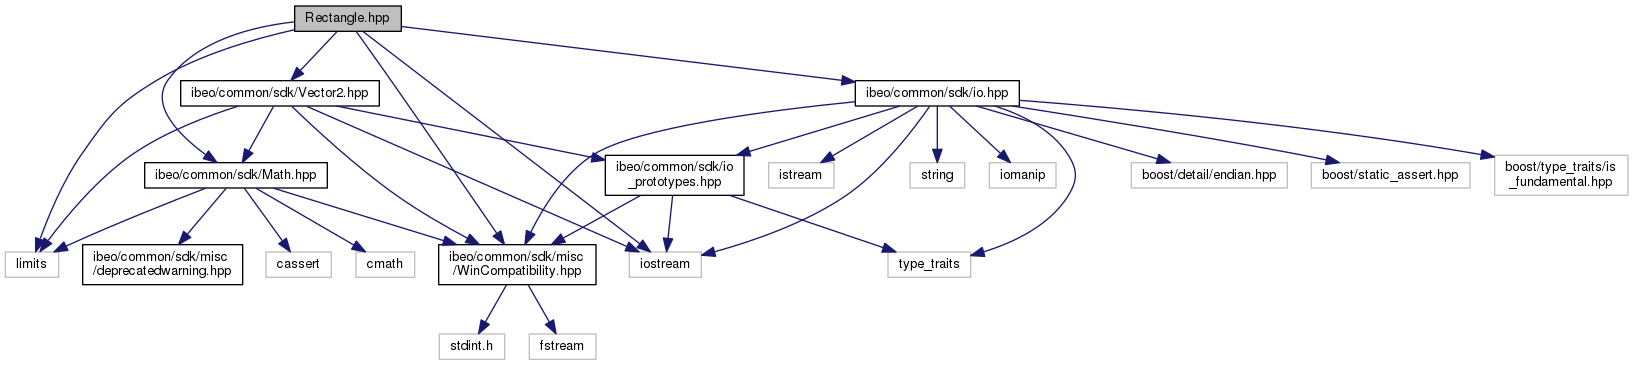 Rectangle.hpp
ibeo/common/sdk/Vector2.hpp
ibeo/common/sdk/io.hpp
ibeo/common/sdk/Math.hpp
ibeo/common/sdk/io
_prototypes.hpp
istream
string
iomanip
boost/detail/endian.hpp
boost/static_assert.hpp
boost/type_traits/is
_fundamental.hpp
limits
ibeo/common/sdk/misc
/deprecatedwarning.hpp
cassert
cmath
ibeo/common/sdk/misc
/WinCompatibility.hpp
iostream
type_traits
stdint.h
fstream